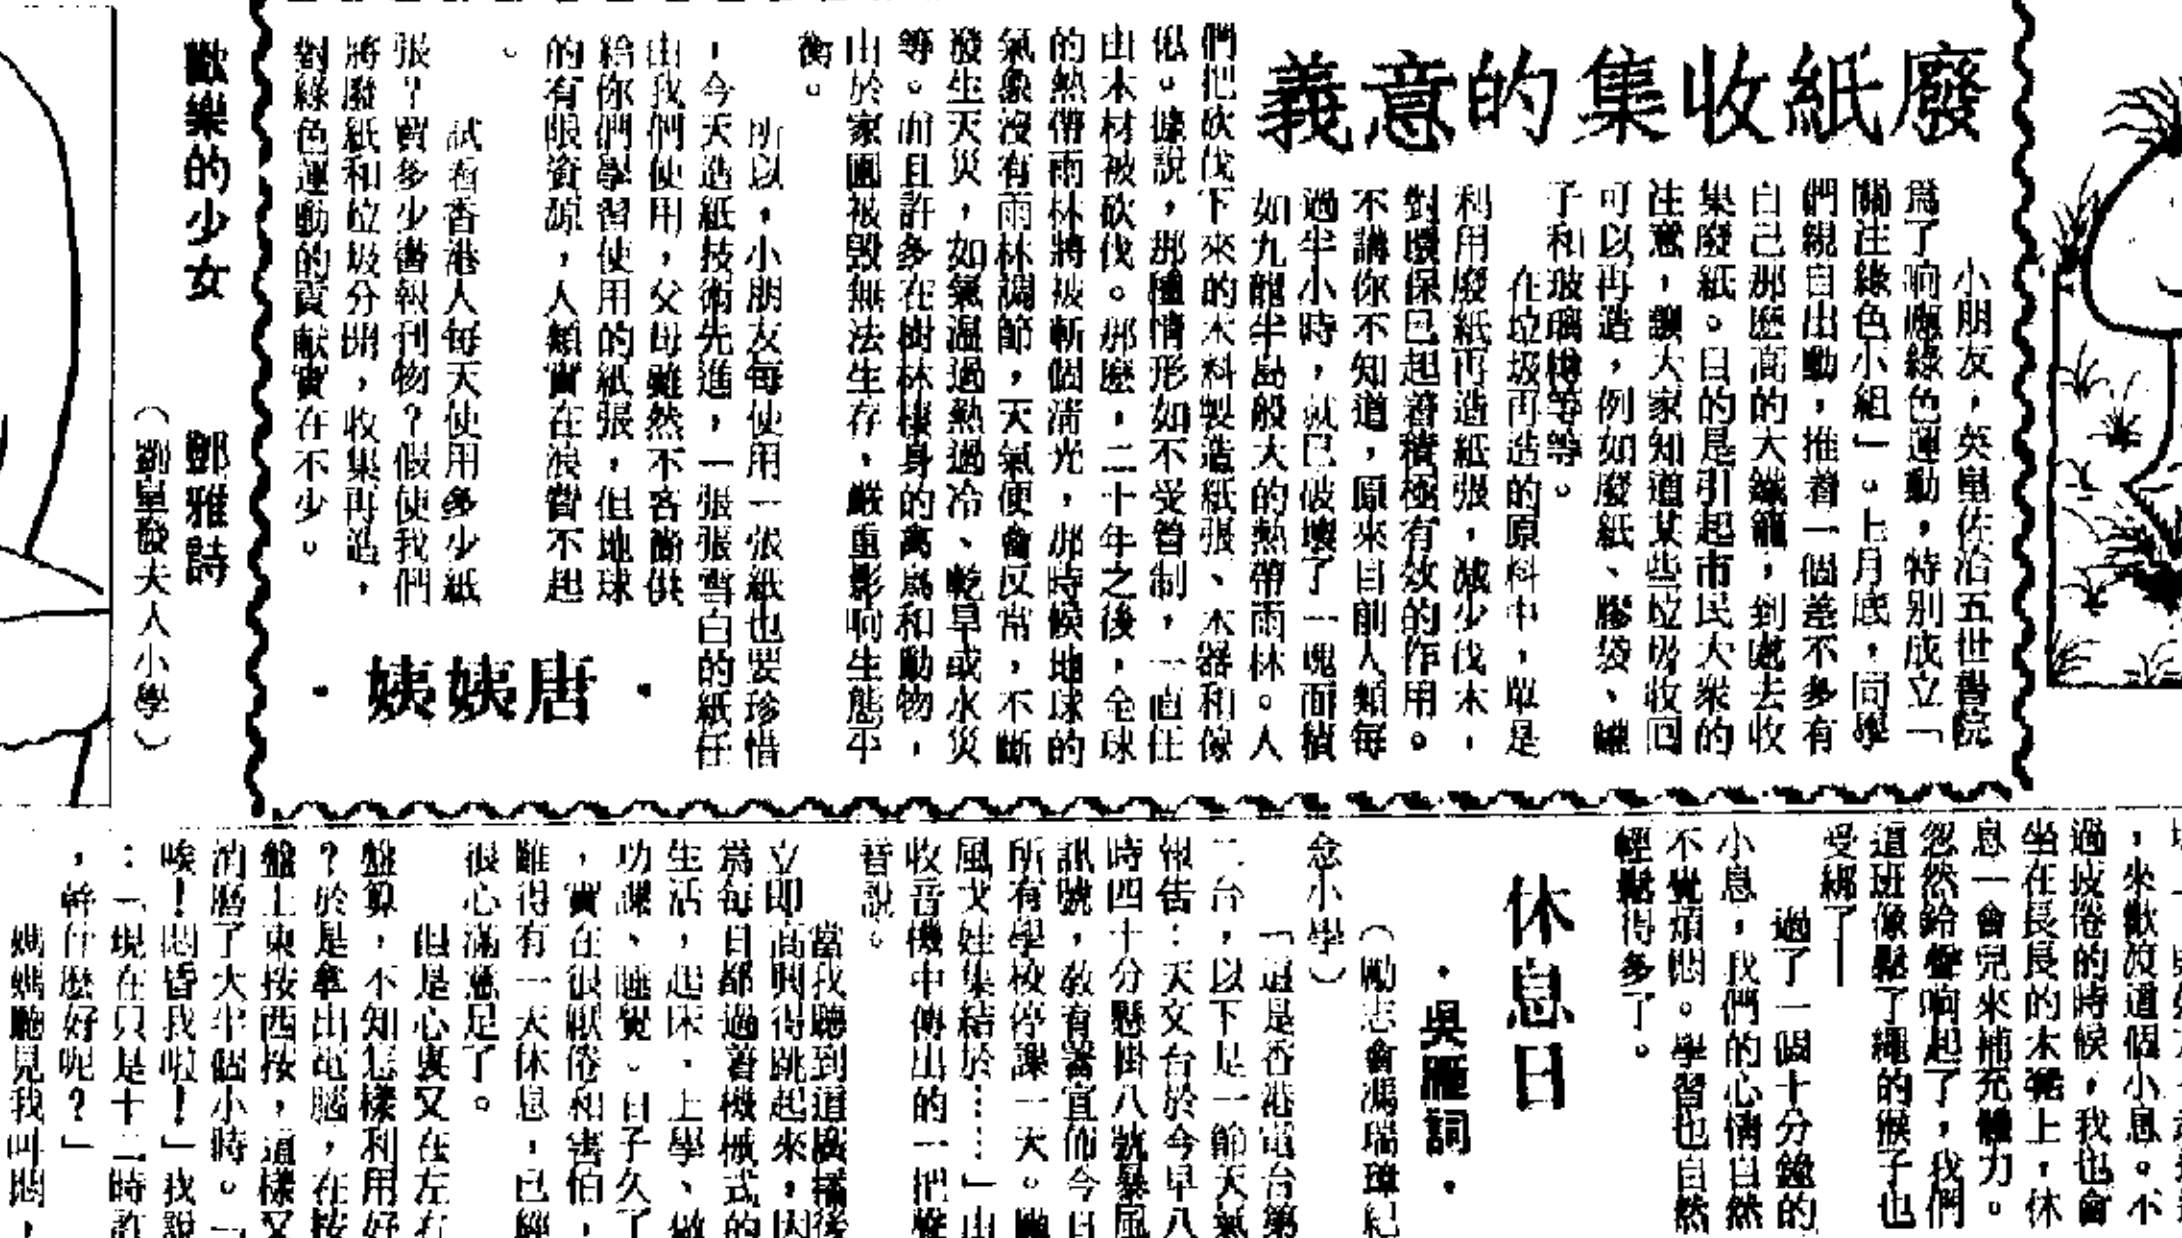 廢紙收集的意義
小朋友，英皇佐治五世書院
爲了响應綠色運動，特別成立「
關注綠色小組」。上月底，同學
們親自出動，推着一個差不多有
自己那麽高的大鐵籠，到處去收
集廢紙。目的是引起市民大衆的
注意，讓大家知道某些垃圾收回
可以再造，例如廢紙、膠袋、罐
子和玻璃樽等等。
在垃圾再造的原料中，單是
利用廢紙再造紙張，減少伐木，
對環保已起着積極有效的作用。
不講你不知道，原來目前人類每
過半小時，就已破壞了一塊面積
如九龍半島般大的熱帶雨林。人
們把砍伐下來的木料製造紙張、木器和傢
俬。據說，那種情形如不受管制，一直任
由木材被砍伐。那麽，二十年之後，全球
的熱帶雨林將被斬個淸光，那時候地球的
氣象沒有雨林調節，天氣便會反常，不斷
發生天災，如氣溫過熱過冷、乾旱或水災
等。而且許多在樹林棲身的鳥和動物，
由於家園被毀無法生存，嚴重影响生態平
衡。
所以，小朋友每使用一張紙也要珍惜
，今天造紙技術先進，一張張雪白的紙任
由我們使用，父母雖然不吝嗇供
給你們學習使用的紙張，但地球
的有限資源，人類實在浪費不起
。
試看香港人每天使用多少紙
張？買多少書報刊物？假使我們
將廢紙和垃圾分開，收集再造，
對綠色運動的貢献實在不少。
・唐姨姨・
歡樂的少女　鄧雅詩
（劉皇發夫人小學）
，來歡渡這個小息。不
過疲倦的時候，我也會
坐在長長的木櫈上，休
息一會兒來補充體力。
忽然鈴聲响起了，我們
這班像鬆了繩的猴子也
受綁了—
過了一個十分鐘的
小息，我們的心情自然
不覺煩悶。學習也自然
輕鬆得多了。
休息日
・吳雁詞・
（勵志會馮瑞璋紀
念小學）
「這是香港電台第
二台，以下是一節天氣
報告：天文台於今早八
時四十分懸掛八號暴風
訊號，教育署宣佈今日
所有學校停課一天。颶
風戈娃集結於……」由
收音機中傳出的一把聲
音說。
當我聽到這廣播後
立即高興得跳起來，因
爲每日都過着機械式的
生活，起床、上學、做
功課、睡覺。日子久了
，實在很厭倦和害怕，
難得有一天休息，已經
很心滿意足了。
但是心裏又在左右
盤算，不知怎樣利用好
？於是拿出電腦，在按
盤上東按西按，這樣又
消磨了大半個小時。「
唉！悶昏我啦！」我說
：「現在只是十二時許
，幹什麽好呢？」
媽媽聽見我叫悶，